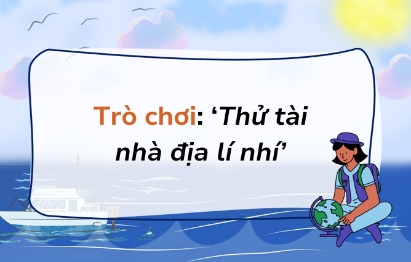 Trò chơi: ‘Thử tài
nhà địa lí nhí’